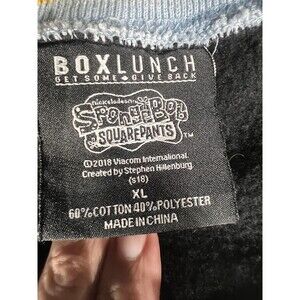 BOXLUNCH
GET SOME • GIVE BACK
nickelodeon
SpongeBob
SQUAREPANTS™
©2018 Viacom International.
Created by Stephen Hillenburg.
(s18)
XL
60%COTTON 40%POLYESTER
MADE IN CHINA